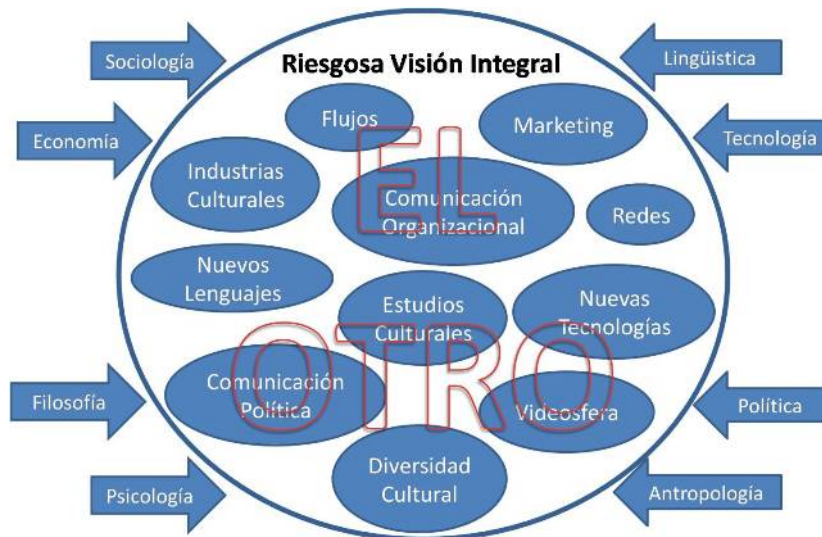 Sociología
Lingüistica
Riesgosa Visión Integral
Economía
Tecnología
Flujos
Marketing
EL
Industrias
Culturales
Comunicación
Organizacional
Redes
Nuevos
Lenguajes
Estudios
Culturales
Nuevas
Tecnologías
OTRO
Filosofía
Comunicación
Política
Videosfera
Política
Diversidad
Cultural
Psicología
Antropología